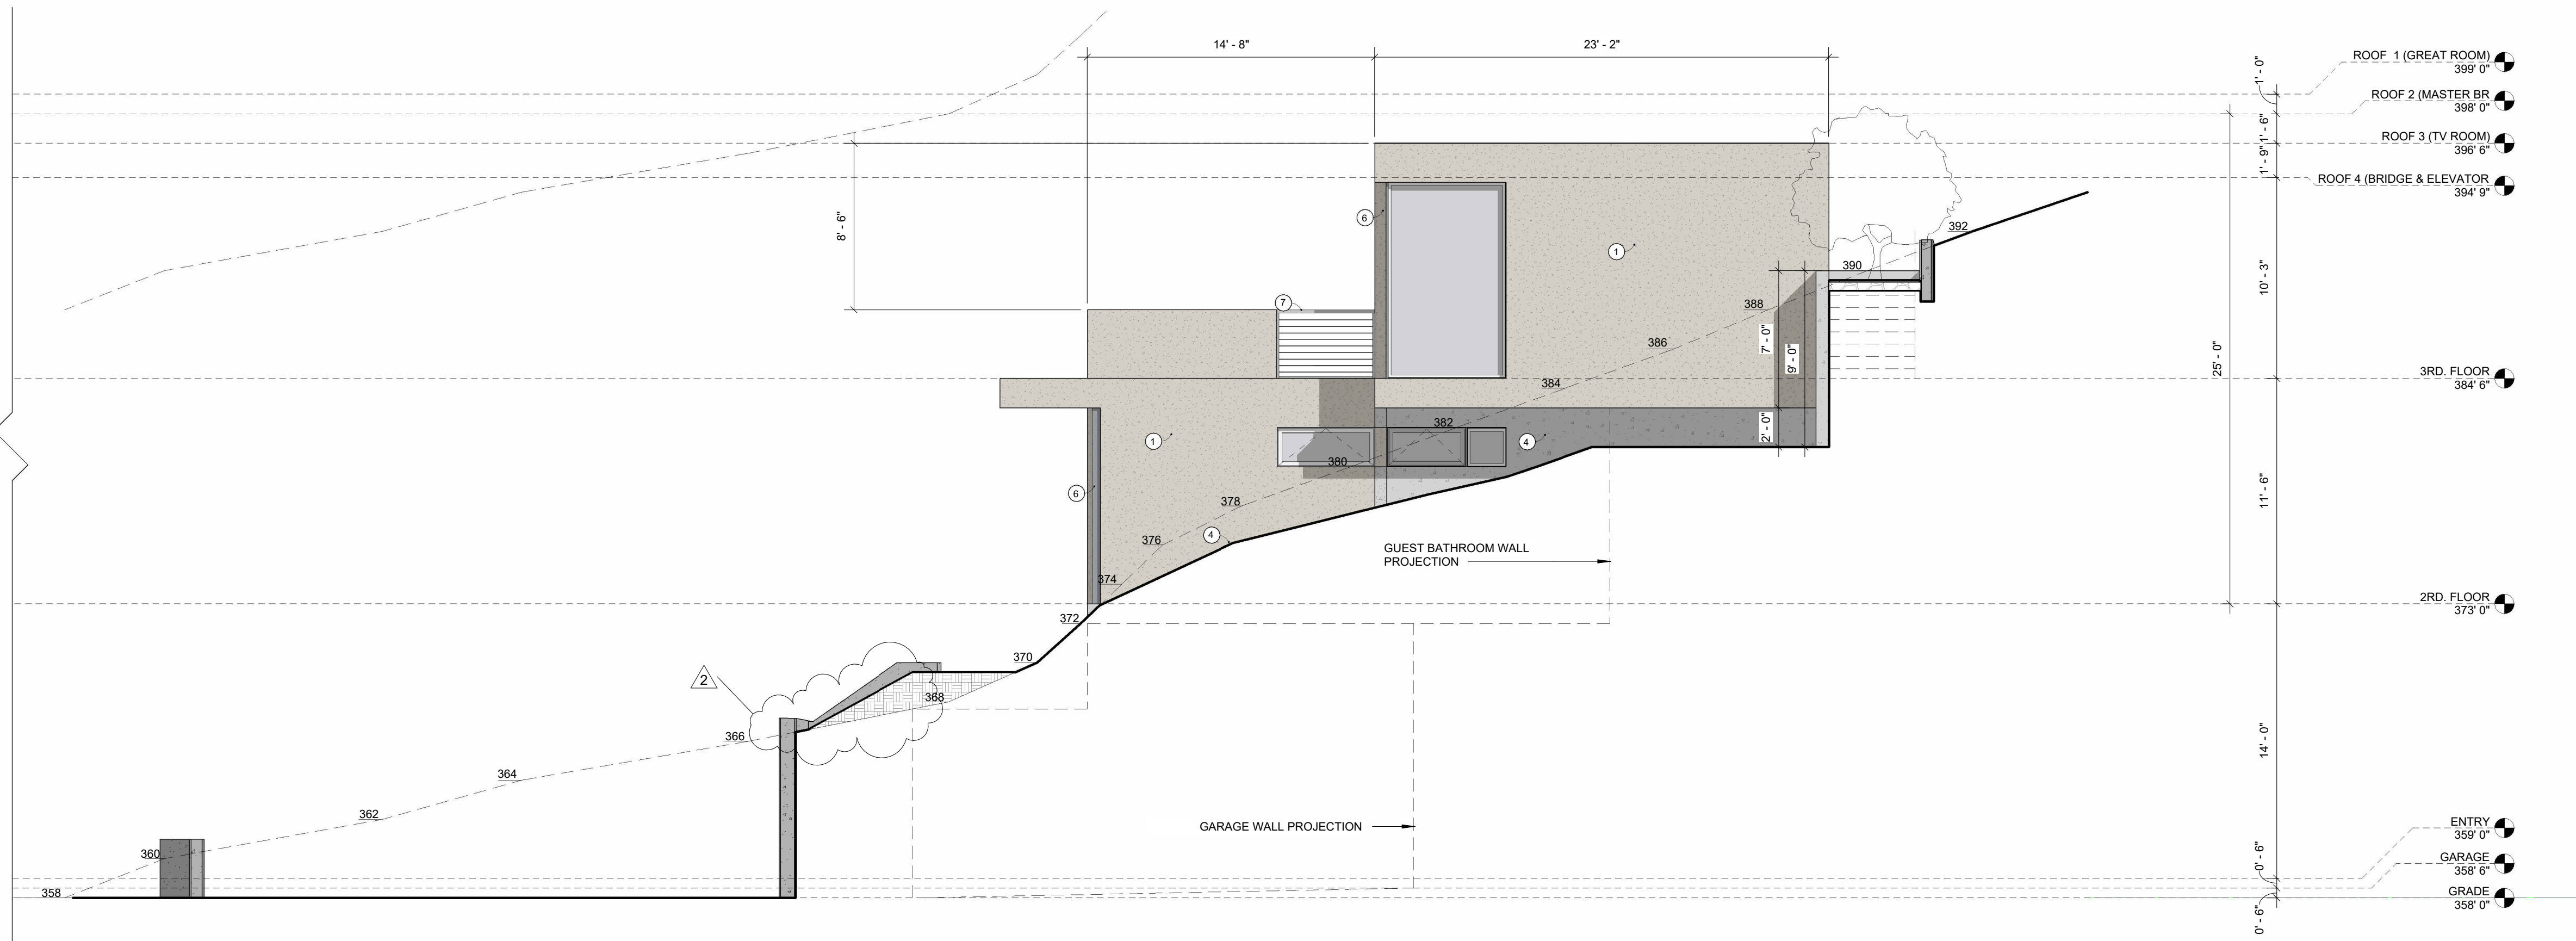 14' - 8"
23' - 2"
ROOF  1 (GREAT ROOM)
399' 0"
1' - 0"
ROOF 2 (MASTER BR
398' 0"
1' - 6"
ROOF 3 (TV ROOM)
396' 6"
1' - 9"
ROOF 4 (BRIDGE & ELEVATOR
394' 9"
8' - 6"
6
1
392
390
10' - 3"
7
388
386
7' - 0"
9' - 0"
25' - 0"
384
3RD. FLOOR
384' 6"
382
1
4
2' - 0"
380
6
378
11' - 6"
376
4
GUEST BATHROOM WALL
PROJECTION
374
2RD. FLOOR
373' 0"
372
370
2
368
366
14' - 0"
364
362
GARAGE WALL PROJECTION
ENTRY
359' 0"
360
0' - 6"
GARAGE
358' 6"
358
GRADE
358' 0"
0' - 6"